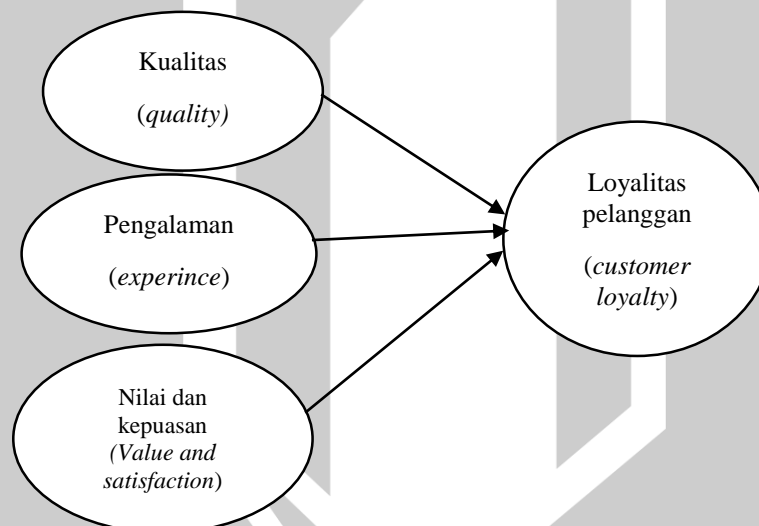 Kualitas
(quality)
Pengalaman
(experince)
Nilai dan
kepuasan
(Value and
satisfaction)
Loyalitas
pelanggan
(customer
loyalty)